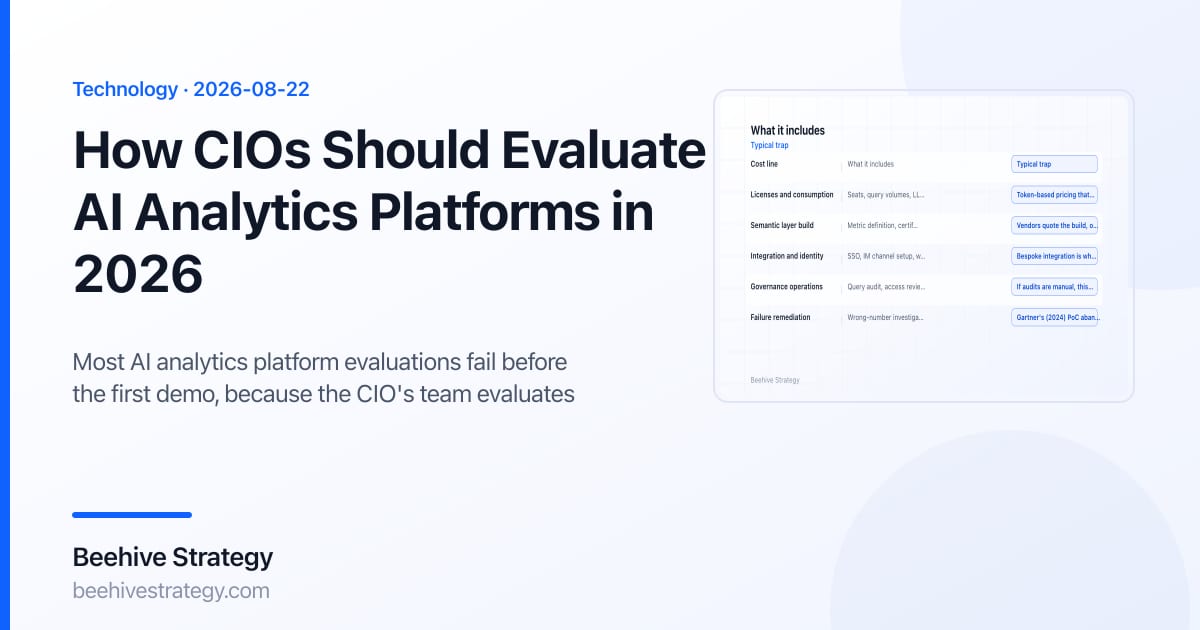 Technology · 2026-08-22
How CIOs Should Evaluate
AI Analytics Platforms in
2026
Most AI analytics platform evaluations fail before
the first demo, because the CIO's team evaluates
Beehive Strategy
beehivestrategy.com
What it includes
Typical trap
Cost line What it includes Typical trap
Licenses and consumption Seats, query volumes, LL... Token-based pricing that...
Semantic layer build Metric definition, certif... Vendors quote the build, o...
Integration and identity SSO, IM channel setup, w... Bespoke integration is wh...
Governance operations Query audit, access revie... If audits are manual, this...
Failure remediation Wrong-number investiga... Gartner's (2024) PoC aban...
Beehive Strategy